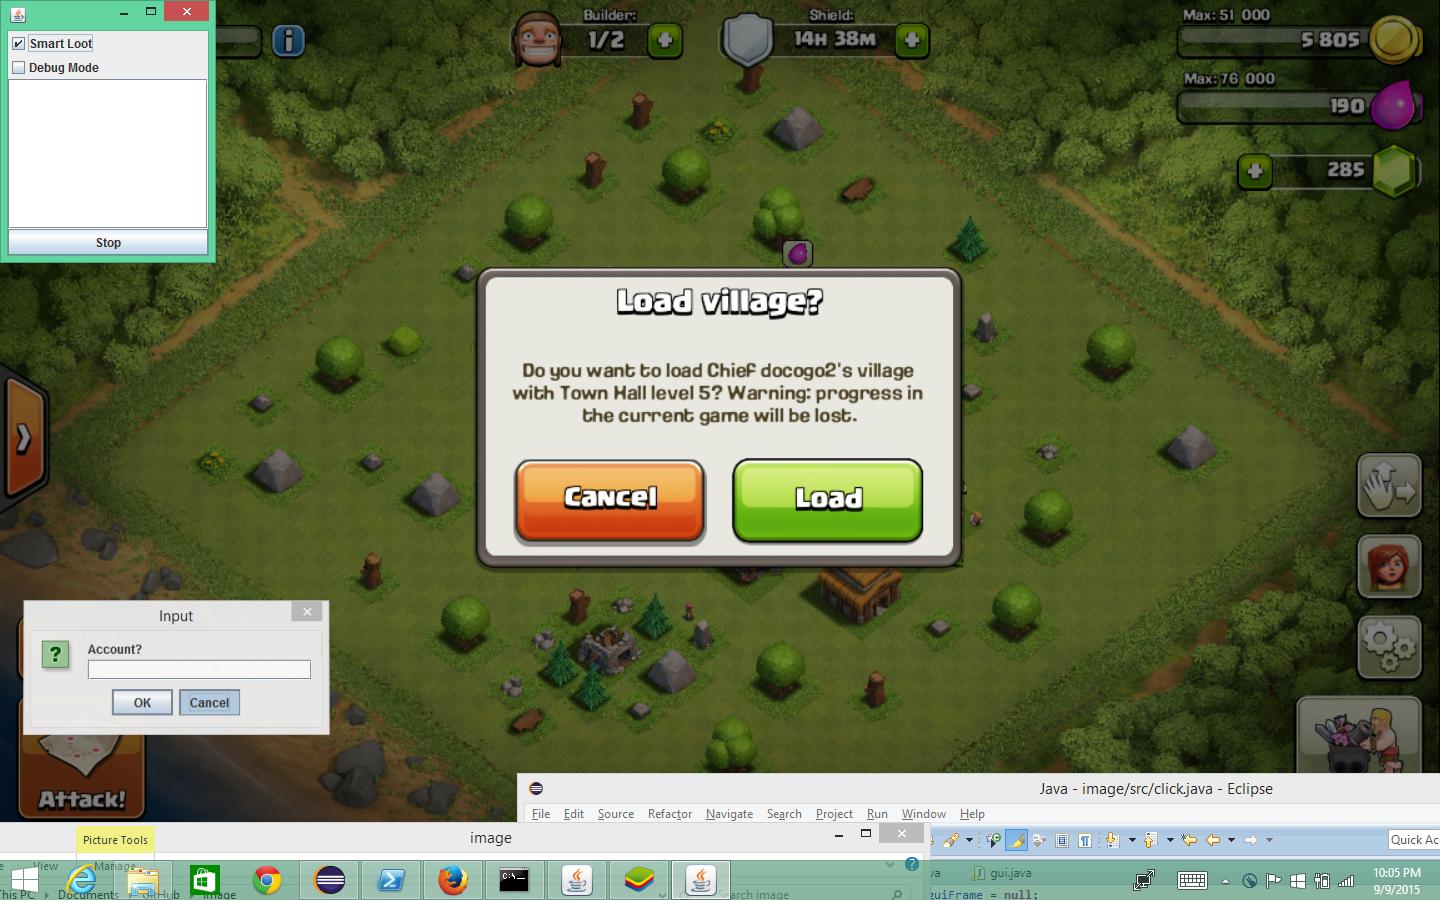 Smart Loot
Debug Mode
Stop
Builder:
1/2
Shield:
14H 38M
Max: 51 000
5 805
Max: 76 000
190
285
Load village?
Do you want to load Chief docogo2's village
with Town Hall level 5? Warning: progress in
the current game will be lost.
Cancel
Load
Input
Account?
OK
Cancel
Attack!
Java - image/src/click.java - Eclipse
File Edit Source Refactor Navigate Search Project Run Window Help
Quick Ac
Picture Tools
image
View
Manage
This PC
Documents
image
Search image
gui.java
guiFrame = null;
10:05 PM
9/9/2015